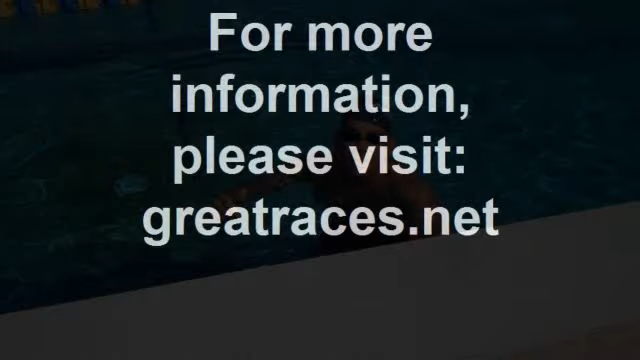 For more
information,
please visit:
greatraces.net